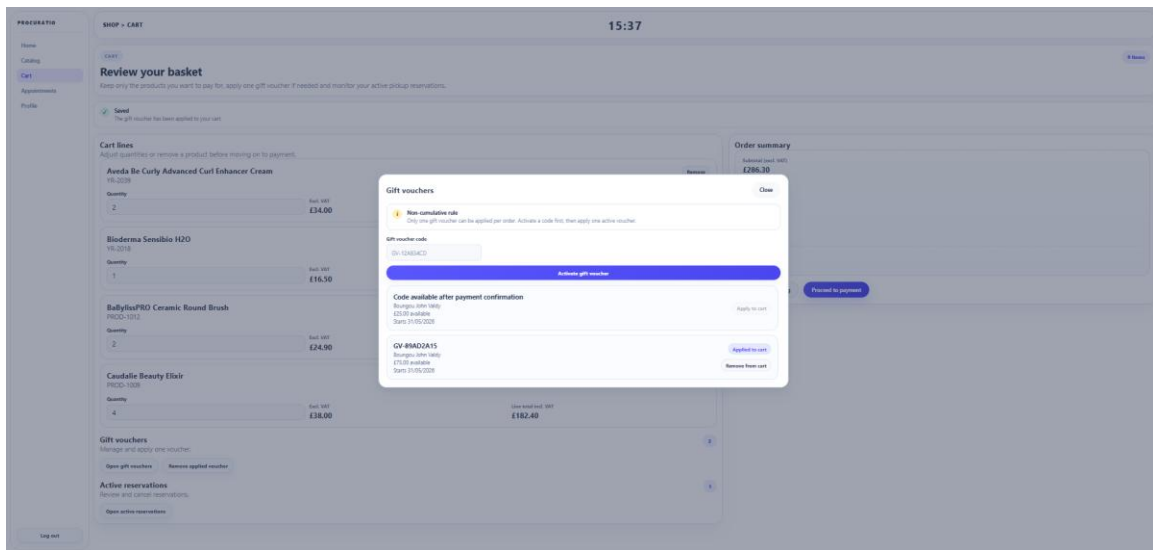 PROCURATIO
Home
Catalog
Cart
Appointments
Profile
Log out
SHOP > CART
15:37
CART
9 items
Review your basket
Keep only the products you want to pay for, apply one gift voucher if needed and monitor your active pickup reservations.
Saved
The gift voucher has been applied to your cart
Cart lines
Adjust quantities or remove a product before moving on to payment.
Aveda Be Curly Advanced Curl Enhancer Cream
Remove
Quantity
2
Excl. VAT
£34.00
Bioderma Sensibio H2O
YR-2018
Quantity
1
Excl. VAT
£16.50
BaBylissPRO Ceramic Round Brush
PROD-1012
Quantity
2
Excl. VAT
£24.90
Caudalie Beauty Elixir
PROD-1008
Quantity
4
Excl. VAT
£38.00
Line total incl. VAT
£182.40
Gift vouchers
Manage and apply one voucher.
Open gift vouchers
Remove applied voucher
Active reservations
Review and cancel reservations.
Open active reservations
Order summary
Subtotal (excl. VAT)
£286.30
Proceed to payment
Gift vouchers
Close
Non-cumulative rule
Only one gift voucher can be applied per order. Activate a code first, then apply one active voucher.
Gift voucher code
GV-12AB34CD
Activate gift voucher
Code available after payment confirmation
Boungou John Valdy
£25.00 available
Starts 31/05/2026
Apply to cart
GV-89AD2A15
Boungou John Valdy
£75.00 available
Starts 31/05/2026
Applied to cart
Remove from cart